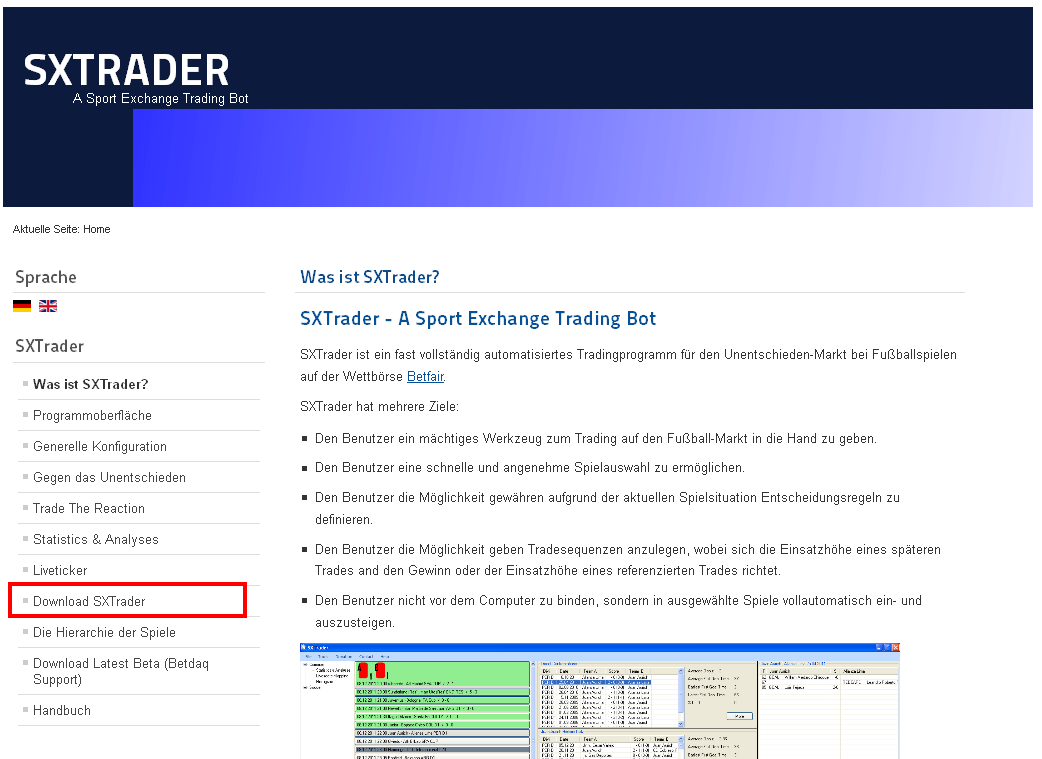 SXTRADER
A Sport Exchange Trading Bot
Aktuelle Seite: Home
Sprache
SXTrader
Was ist SXTrader?
Programmoberfläche
Generelle Konfiguration
Gegen das Unentschieden
Trade The Reaction
Statistics & Analyses
Liveticker
Download SXTrader
Die Hierarchie der Spiele
Download Latest Beta (Betdaq
Support)
Handbuch
Was ist SXTrader?
SXTrader - A Sport Exchange Trading Bot
SXTrader ist ein fast vollständig automatisiertes Tradingprogramm für den Unentschieden-Markt bei Fußballspielen
auf der Wettbörse Betfair.
SXTrader hat mehrere Ziele:
Den Benutzer ein mächtiges Werkzeug zum Trading auf den Fußball-Markt in die Hand zu geben.
Den Benutzer eine schnelle und angenehme Spielauswahl zu ermöglichen.
Den Benutzer die Möglichkeit gewähren aufgrund der aktuellen Spielsituation Entscheidungsregeln zu
definieren.
Den Benutzer die Möglichkeit geben Tradesequenzen anzulegen, wobei sich die Einsatzhöhe eines späteren
Trades and den Gewinn oder der Einsatzhöhe eines referenzierten Trades richtet.
Den Benutzer nicht vor dem Computer zu binden, sondern in ausgewählte Spiele vollautomatisch ein- und
auszusteigen.